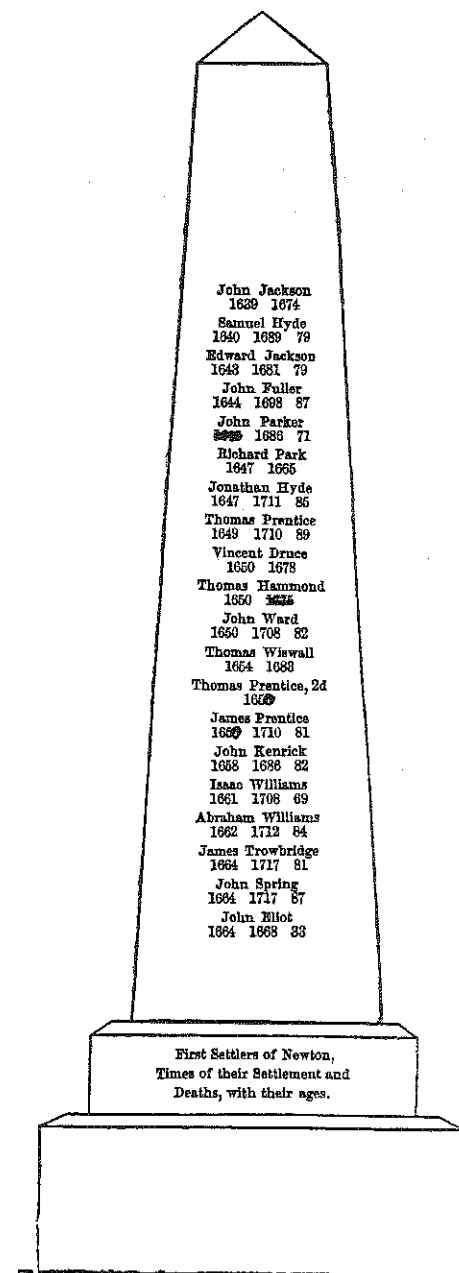 John Jackson
1639 1674
Samuel Hyde
1640 1689 79
Edward Jackson
1643 1681 79
John Fuller
1644 1698 87
John Parker
1686 71
Richard Park
1647 1665
Jonathan Hyde
1647 1711 85
Thomas Prentice
1649 1710 89
Vincent Druce
1650 1678
Thomas Hammond
1650
John Ward
1650 1708 82
Thomas Wiswall
1654 1683
Thomas Prentice, 2d
James Prentice
1710 81
John Kenrick
1658 1686 82
Isaac Williams
1661 1708 69
Abraham Williams
1662 1712 84
James Trowbridge
1664 1717 81
John Spring
1664 1717 87
John Eliot
1664 1668 33
First Settlers of Newton,
Times of their Settlement and
Deaths, with their ages.